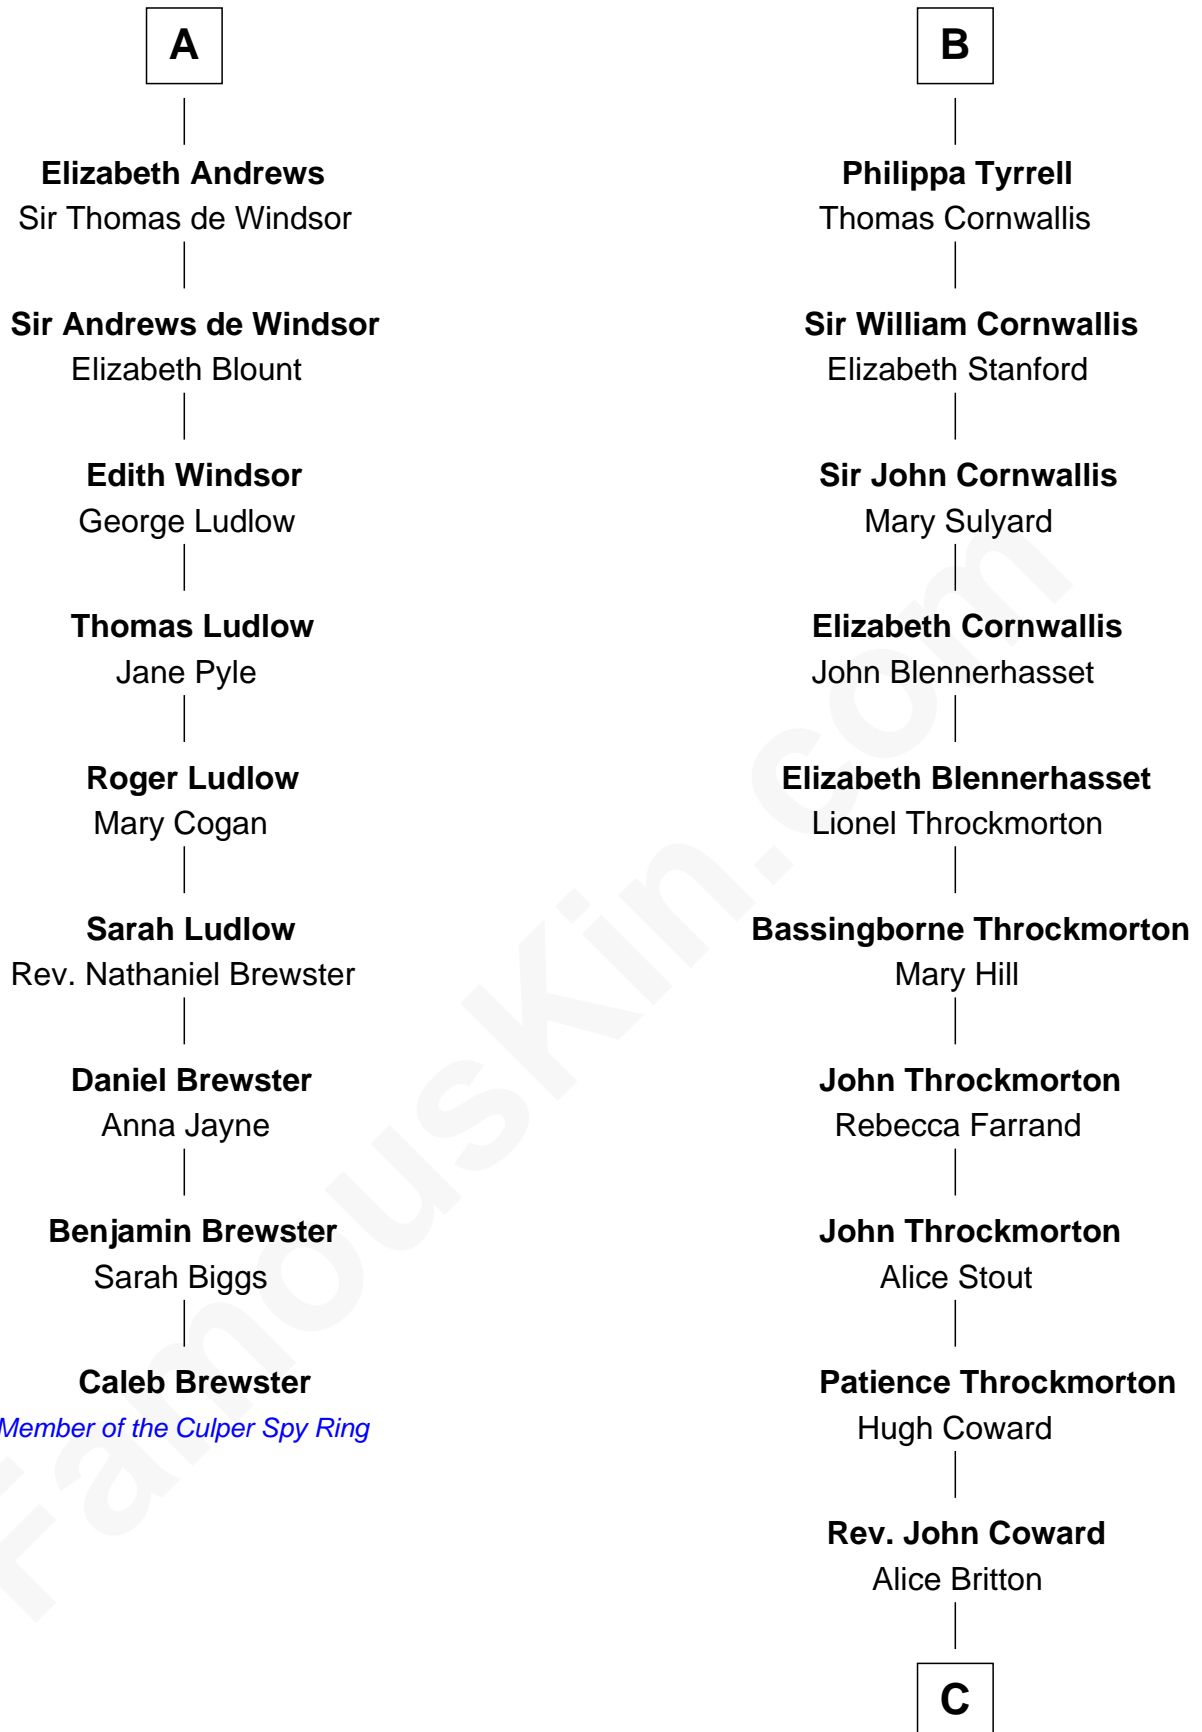 A
Elizabeth Andrews
Sir Thomas de Windsor
Sir Andrews de Windsor
Elizabeth Blount
Edith Windsor
George Ludlow
Thomas Ludlow
Jane Pyle
Roger Ludlow
Mary Cogan
Sarah Ludlow
Rev. Nathaniel Brewster
Daniel Brewster
Anna Jayne
Benjamin Brewster
Sarah Biggs
Caleb Brewster
Member of the Culper Spy Ring
B
Philippa Tyrrell
Thomas Cornwallis
Sir William Cornwallis
Elizabeth Stanford
Sir John Cornwallis
Mary Sulyard
Elizabeth Cornwallis
John Blennerhasset
Elizabeth Blennerhasset
Lionel Throckmorton
Bassingborne Throckmorton
Mary Hill
John Throckmorton
Rebecca Farrand
John Throckmorton
Alice Stout
Patience Throckmorton
Hugh Coward
Rev. John Coward
Alice Britton
C
FamousKin.com